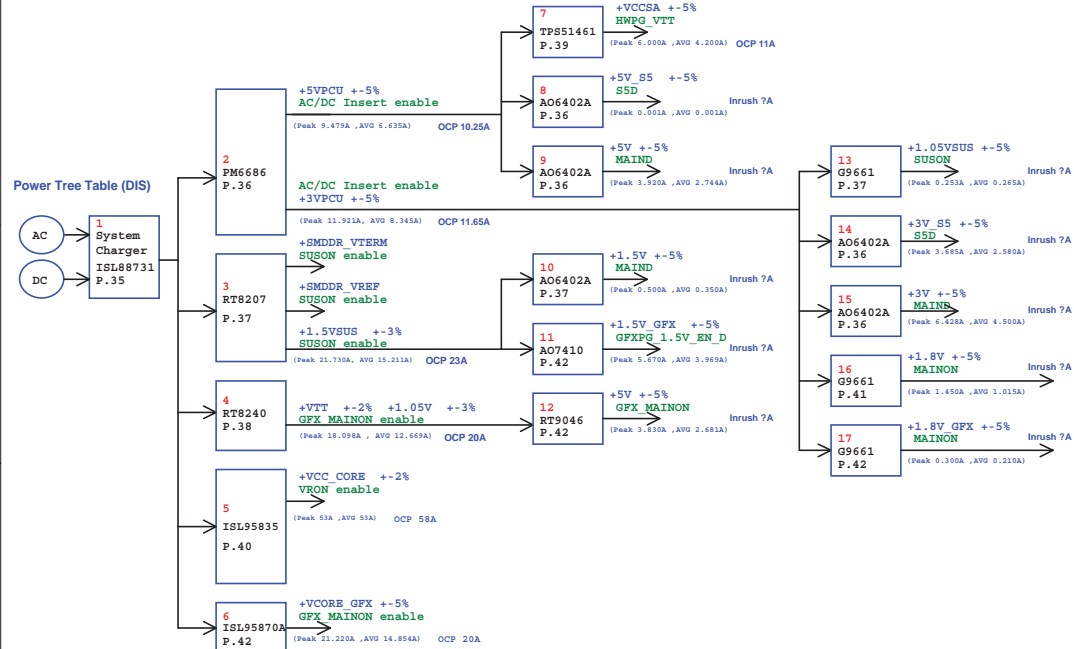 Power Tree Table (DIS)
AC
DC
1
System
Charger
ISL88731
P.35
2
PM6686
P.36
+5VPCU +-5%
AC/DC Insert enable
(Peak 9.479A ,AVG 6.635A)
OCP 10.25A
AC/DC Insert enable
+3VPCU +-5%
(Peak 11.921A, AVG 8.345A)
OCP 11.65A
3
RT8207
P.37
+SMDDR_VTERM
SUSON enable
+SMDDR_VREF
SUSON enable
+1.5VSUS +-3%
SUSON enable
(Peak 21.730A, AVG 15.211A)
OCP 23A
4
RT8240
P.38
+VTT +-2% +1.05V +-3%
GFX_MAINON enable
(Peak 18.098A , AVG 12.669A)
OCP 20A
5
ISL95835
P.40
+VCC_CORE +-2%
VRON enable
(Peak 53A ,AVG 53A)
OCP 58A
6
ISL95870A
P.42
+VCORE_GFX +-5%
GFX_MAINON enable
(Peak 21.220A ,AVG 14.854A)
OCP 20A
7
TPS51461
P.39
+VCCSA +-5%
HWPG_VTT
(Peak 6.000A ,AVG 4.200A)
OCP 11A
8
AO6402A
P.36
+5V_S5 +-5%
S5D
(Peak 0.001A ,AVG 0.001A)
Inrush ?A
9
AO6402A
P.36
+5V +-5%
MAIND
(Peak 3.920A ,AVG 2.744A)
Inrush ?A
10
AO6402A
P.37
+1.5V +-5%
MAIND
(Peak 0.500A ,AVG 0.350A)
Inrush ?A
11
AO7410
P.42
+1.5V_GFX +-5%
GFXPG_1.5V_EN_D
(Peak 5.670A ,AVG 3.969A)
Inrush ?A
12
RT9046
P.42
+5V +-5%
GFX_MAINON
(Peak 3.830A ,AVG 2.681A)
Inrush ?A
13
G9661
P.37
+1.05VSUS +-5%
SUSON
(Peak 0.253A ,AVG 0.265A)
Inrush ?A
14
AO6402A
P.36
+3V_S5 +-5%
S5D
(Peak 3.685A ,AVG 2.580A)
Inrush ?A
15
AO6402A
P.36
+3V +-5%
MAIND
(Peak 6.428A ,AVG 4.500A)
Inrush ?A
16
G9661
P.41
+1.8V +-5%
MAINON
(Peak 1.450A ,AVG 1.015A)
Inrush ?A
17
G9661
P.42
+1.8V_GFX +-5%
MAINON
(Peak 0.300A ,AVG 0.210A)
Inrush ?A